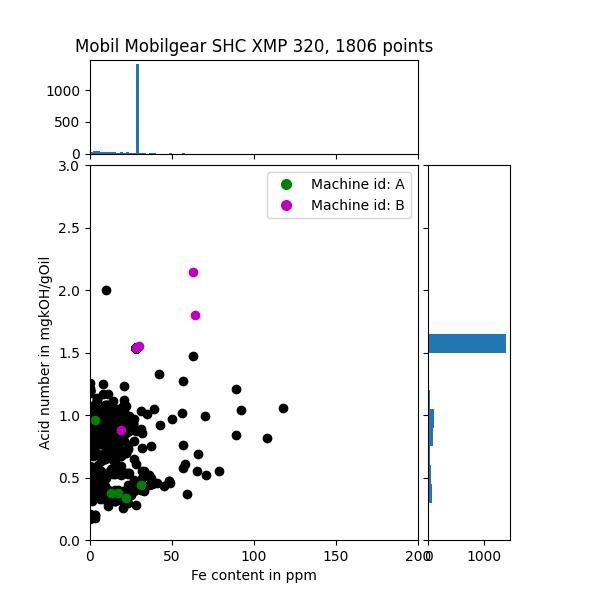 Mobil Mobilgear SHC XMP 320, 1806 points
1000
500
0
3.0
2.5
2.0
1.5
1.0
0.5
0.0
Acid number in mgkOH/gOil
Machine id: A
Machine id: B
0 50 100 150 200
0 1000
Fe content in ppm